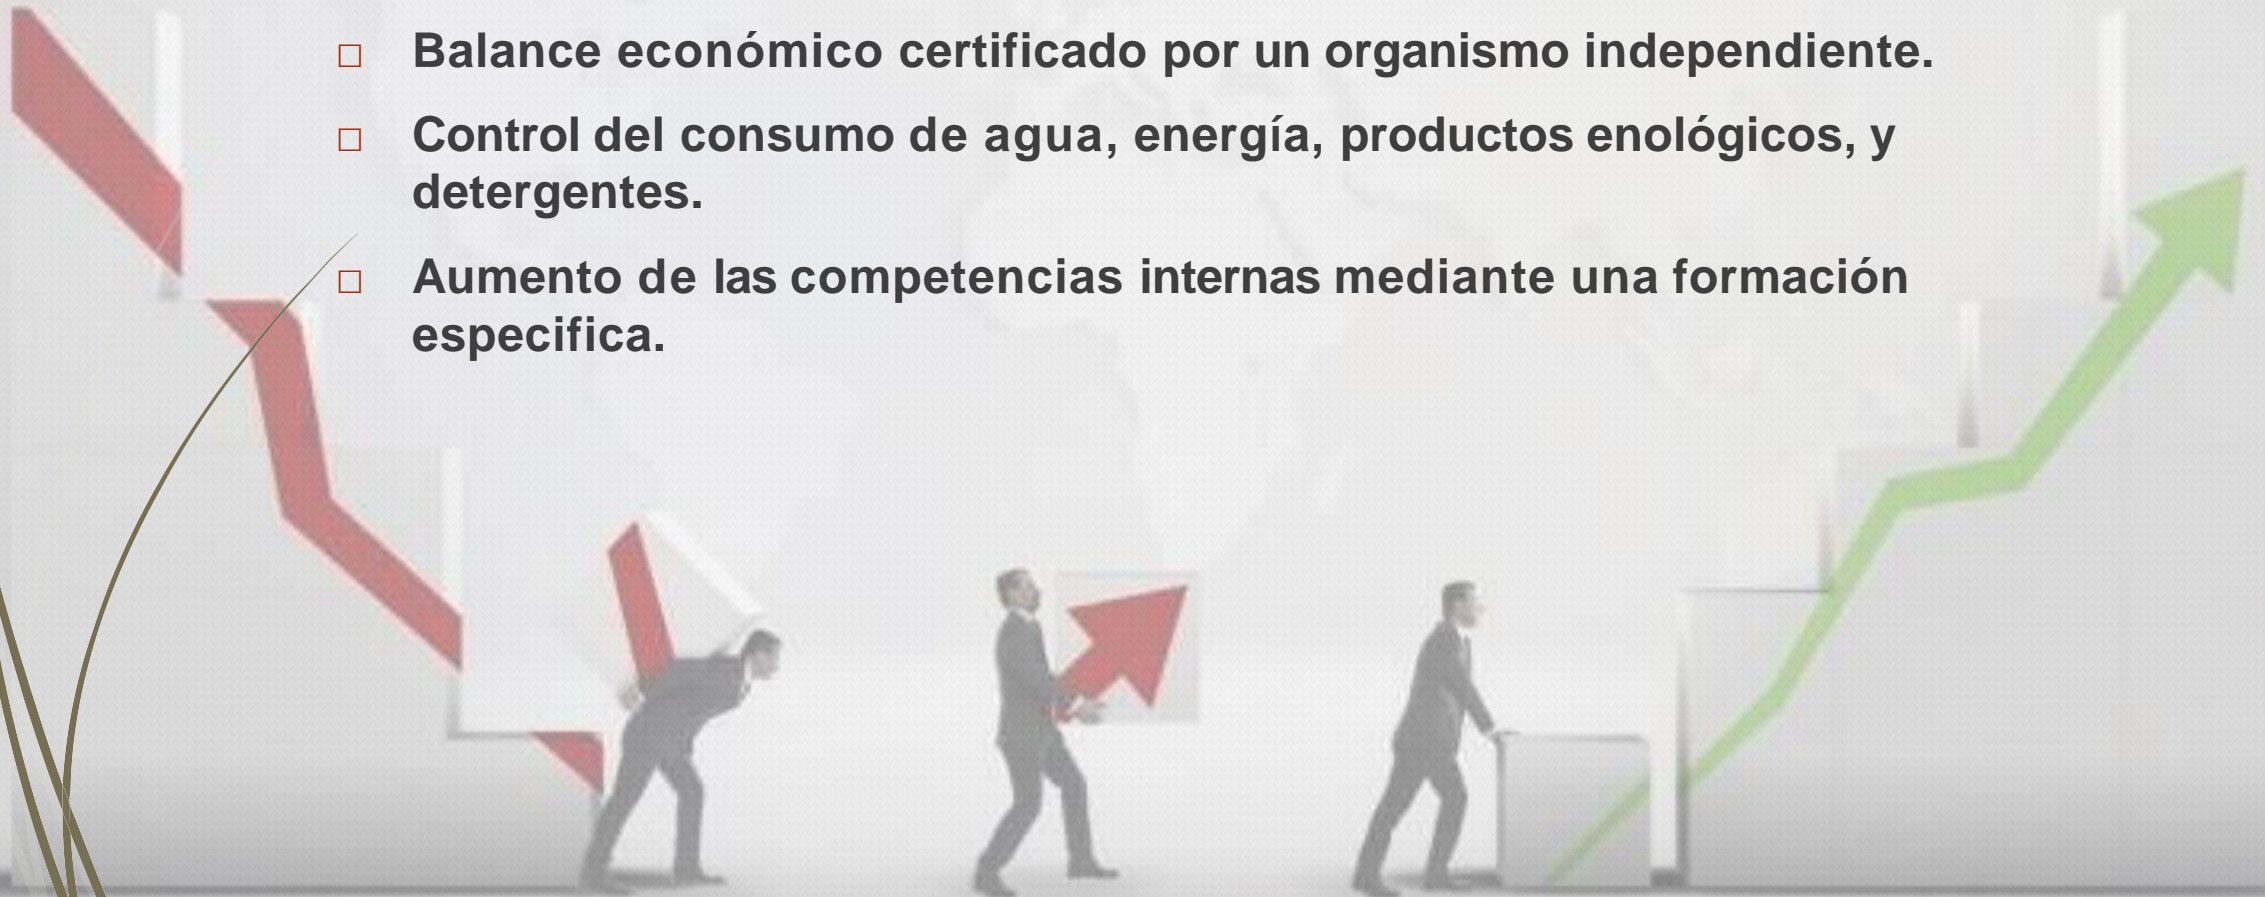 □ Balance económico certificado por un organismo independiente.
□ Control del consumo de agua, energía, productos enológicos, y
detergentes.
□ Aumento de las competencias internas mediante una formación
especifica.